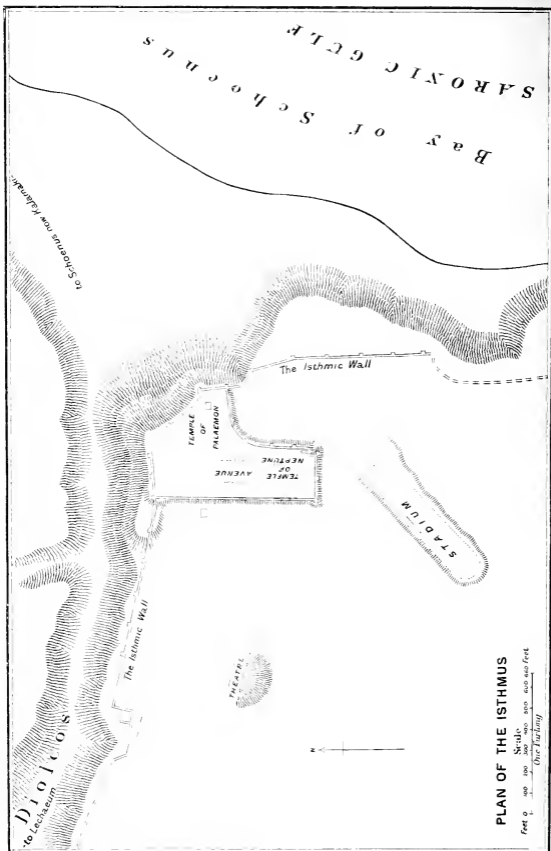 SARONIC GULF
Bay of Schoenus
to Schoenus now Kalamaki
The Isthmic Wall
TEMPLE
OF
PALAEMON
TEMPLE
OF
NEPTUNE
AVENUE
STADIUM
Diolcos
to Lechaeum
The Isthmic Wall
THEATRE
N
PLAN OF THE ISTHMUS
Scale
Feet 0 100 200 300 400 500 600 660 Feet
One Furlong